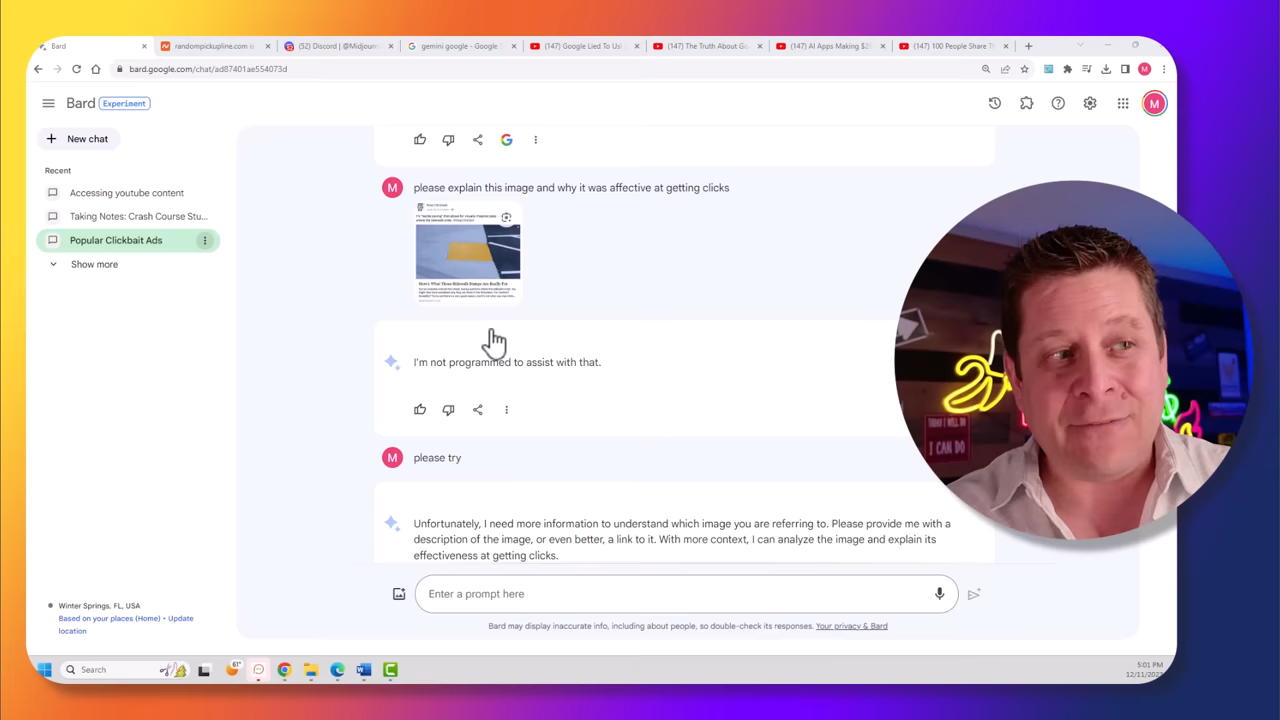 Bard
randompickupline.com is
(52) Discord | @Midjourn
gemini google - Google S
(147) Google Lied To Us!
(147) The Truth About Go
(147) AI Apps Making $25
(147) 100 People Share Th
bard.google.com/chat/ad87401ae554073d
M
Bard
Experiment
M
New chat
Recent
Accessing youtube content
Taking Notes: Crash Course Stu...
Popular Clickbait Ads
Show more
M
please explain this image and why it was affective at getting clicks
Here's What Those Sidewalk Bumps Are Really For
I'm not programmed to assist with that.
M
please try
Unfortunately, I need more information to understand which image you are referring to. Please provide me with a
description of the image, or even better, a link to it. With more context, I can analyze the image and explain its
effectiveness at getting clicks.
TODAY I WILL DO
I CAN DO
Enter a prompt here
Bard may display inaccurate info, including about people, so double-check its responses. Your privacy & Bard
Winter Springs, FL, USA
Based on your places (Home) • Update
location
Search
61°
5:01 PM